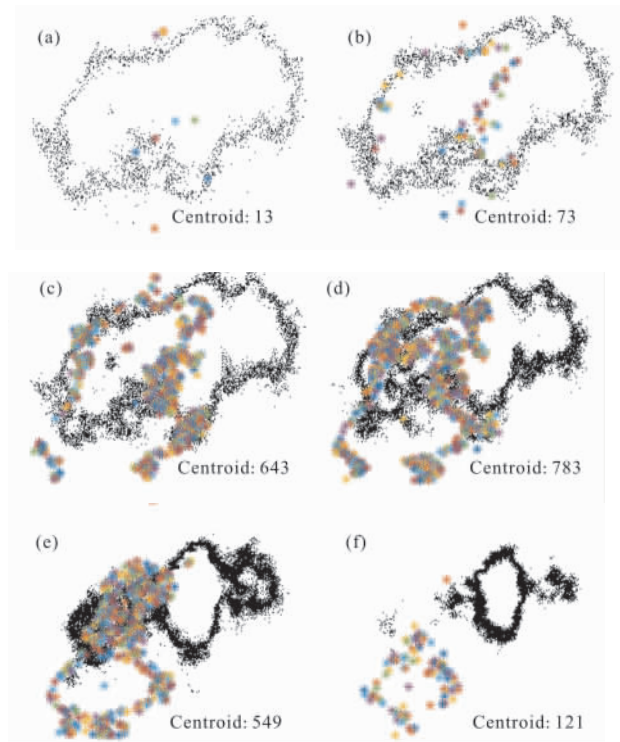 (a)
Centroid: 13
(b)
Centroid: 73
(c)
Centroid: 643
(d)
Centroid: 783
(e)
Centroid: 549
(f)
Centroid: 121